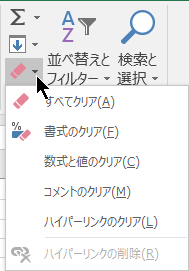 Σ
A
Z
並べ替えと
フィルター
検索と
選択
すべてクリア(A)
書式のクリア(F)
数式と値のクリア(C)
コメントのクリア(M)
ハイパーリンクのクリア(L)
ハイパーリンクの削除(R)